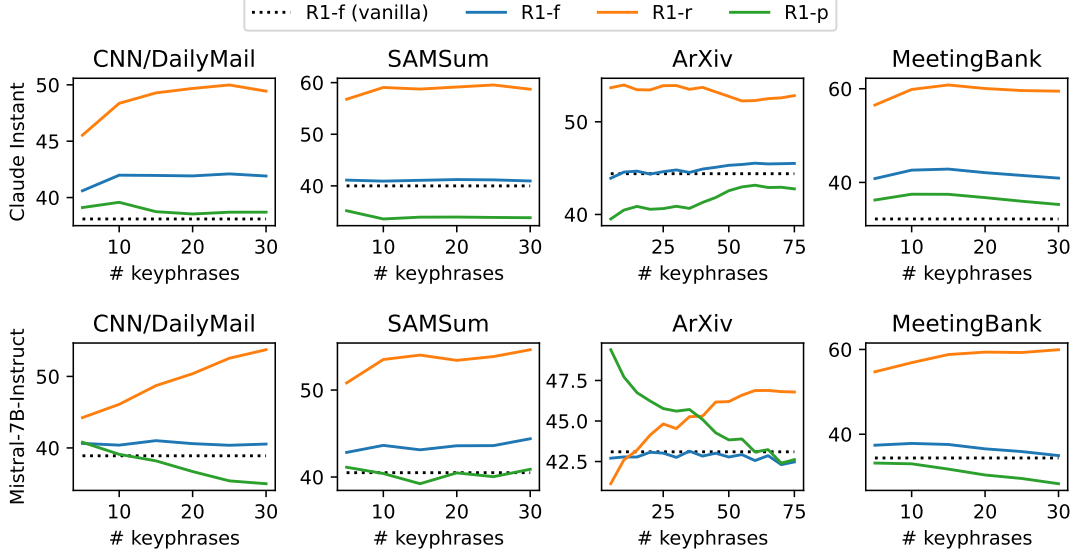 R1-f (vanilla) R1-f R1-r R1-p
CNN/DailyMail SAMSum ArXiv MeetingBank
Claude Instant
50
45
40
10 20 30
# keyphrases
60
50
40
10 20 30
# keyphrases
50
40
25 50 75
# keyphrases
60
40
10 20 30
# keyphrases
CNN/DailyMail SAMSum ArXiv MeetingBank
Mistral-7B-Instruct
50
40
10 20 30
# keyphrases
50
40
10 20 30
# keyphrases
47.5
45.0
42.5
25 50 75
# keyphrases
60
40
10 20 30
# keyphrases